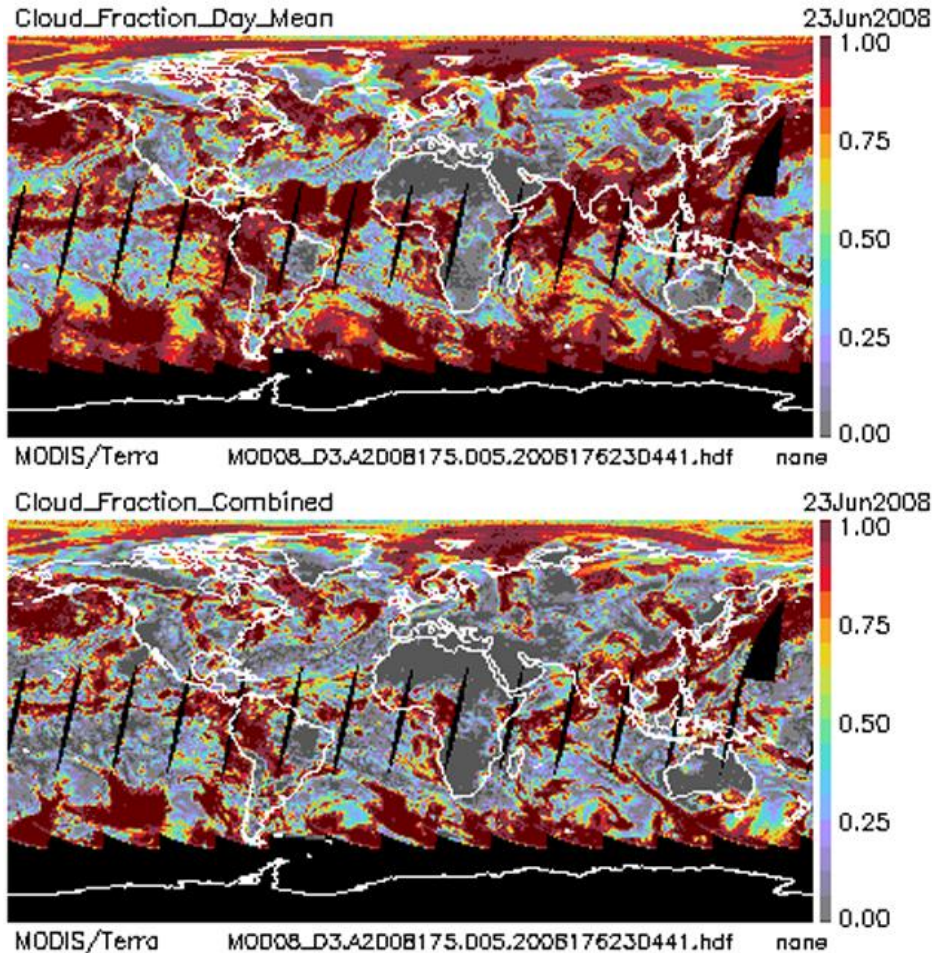 Cloud_Fraction_Day_Mean 23Jun2008
1.00
0.75
0.50
0.25
0.00
MODIS/Terra MOD08_D3.A2008175.005.2008176230441.hdf none
Cloud_Fraction_Combined 23Jun2008
1.00
0.75
0.50
0.25
0.00
MODIS/Terra MOD08_D3.A2008175.005.2008176230441.hdf none